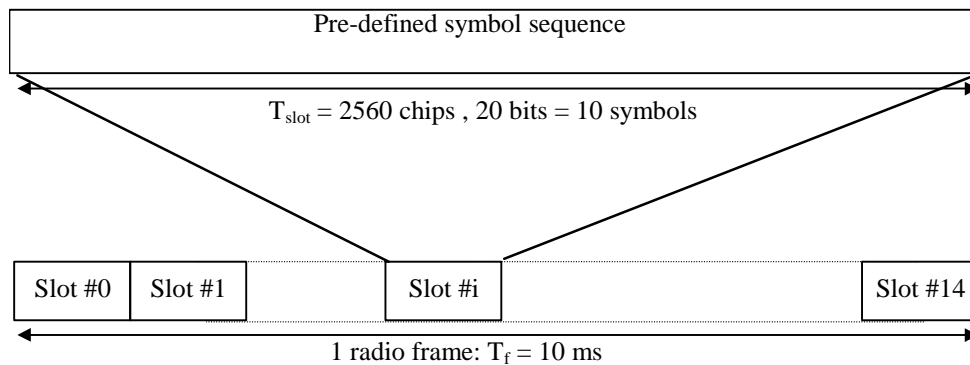 Pre-defined symbol sequence
T_slot = 2560 chips , 20 bits = 10 symbols
Slot #0 Slot #1 Slot #i Slot #14
1 radio frame: T_f = 10 ms